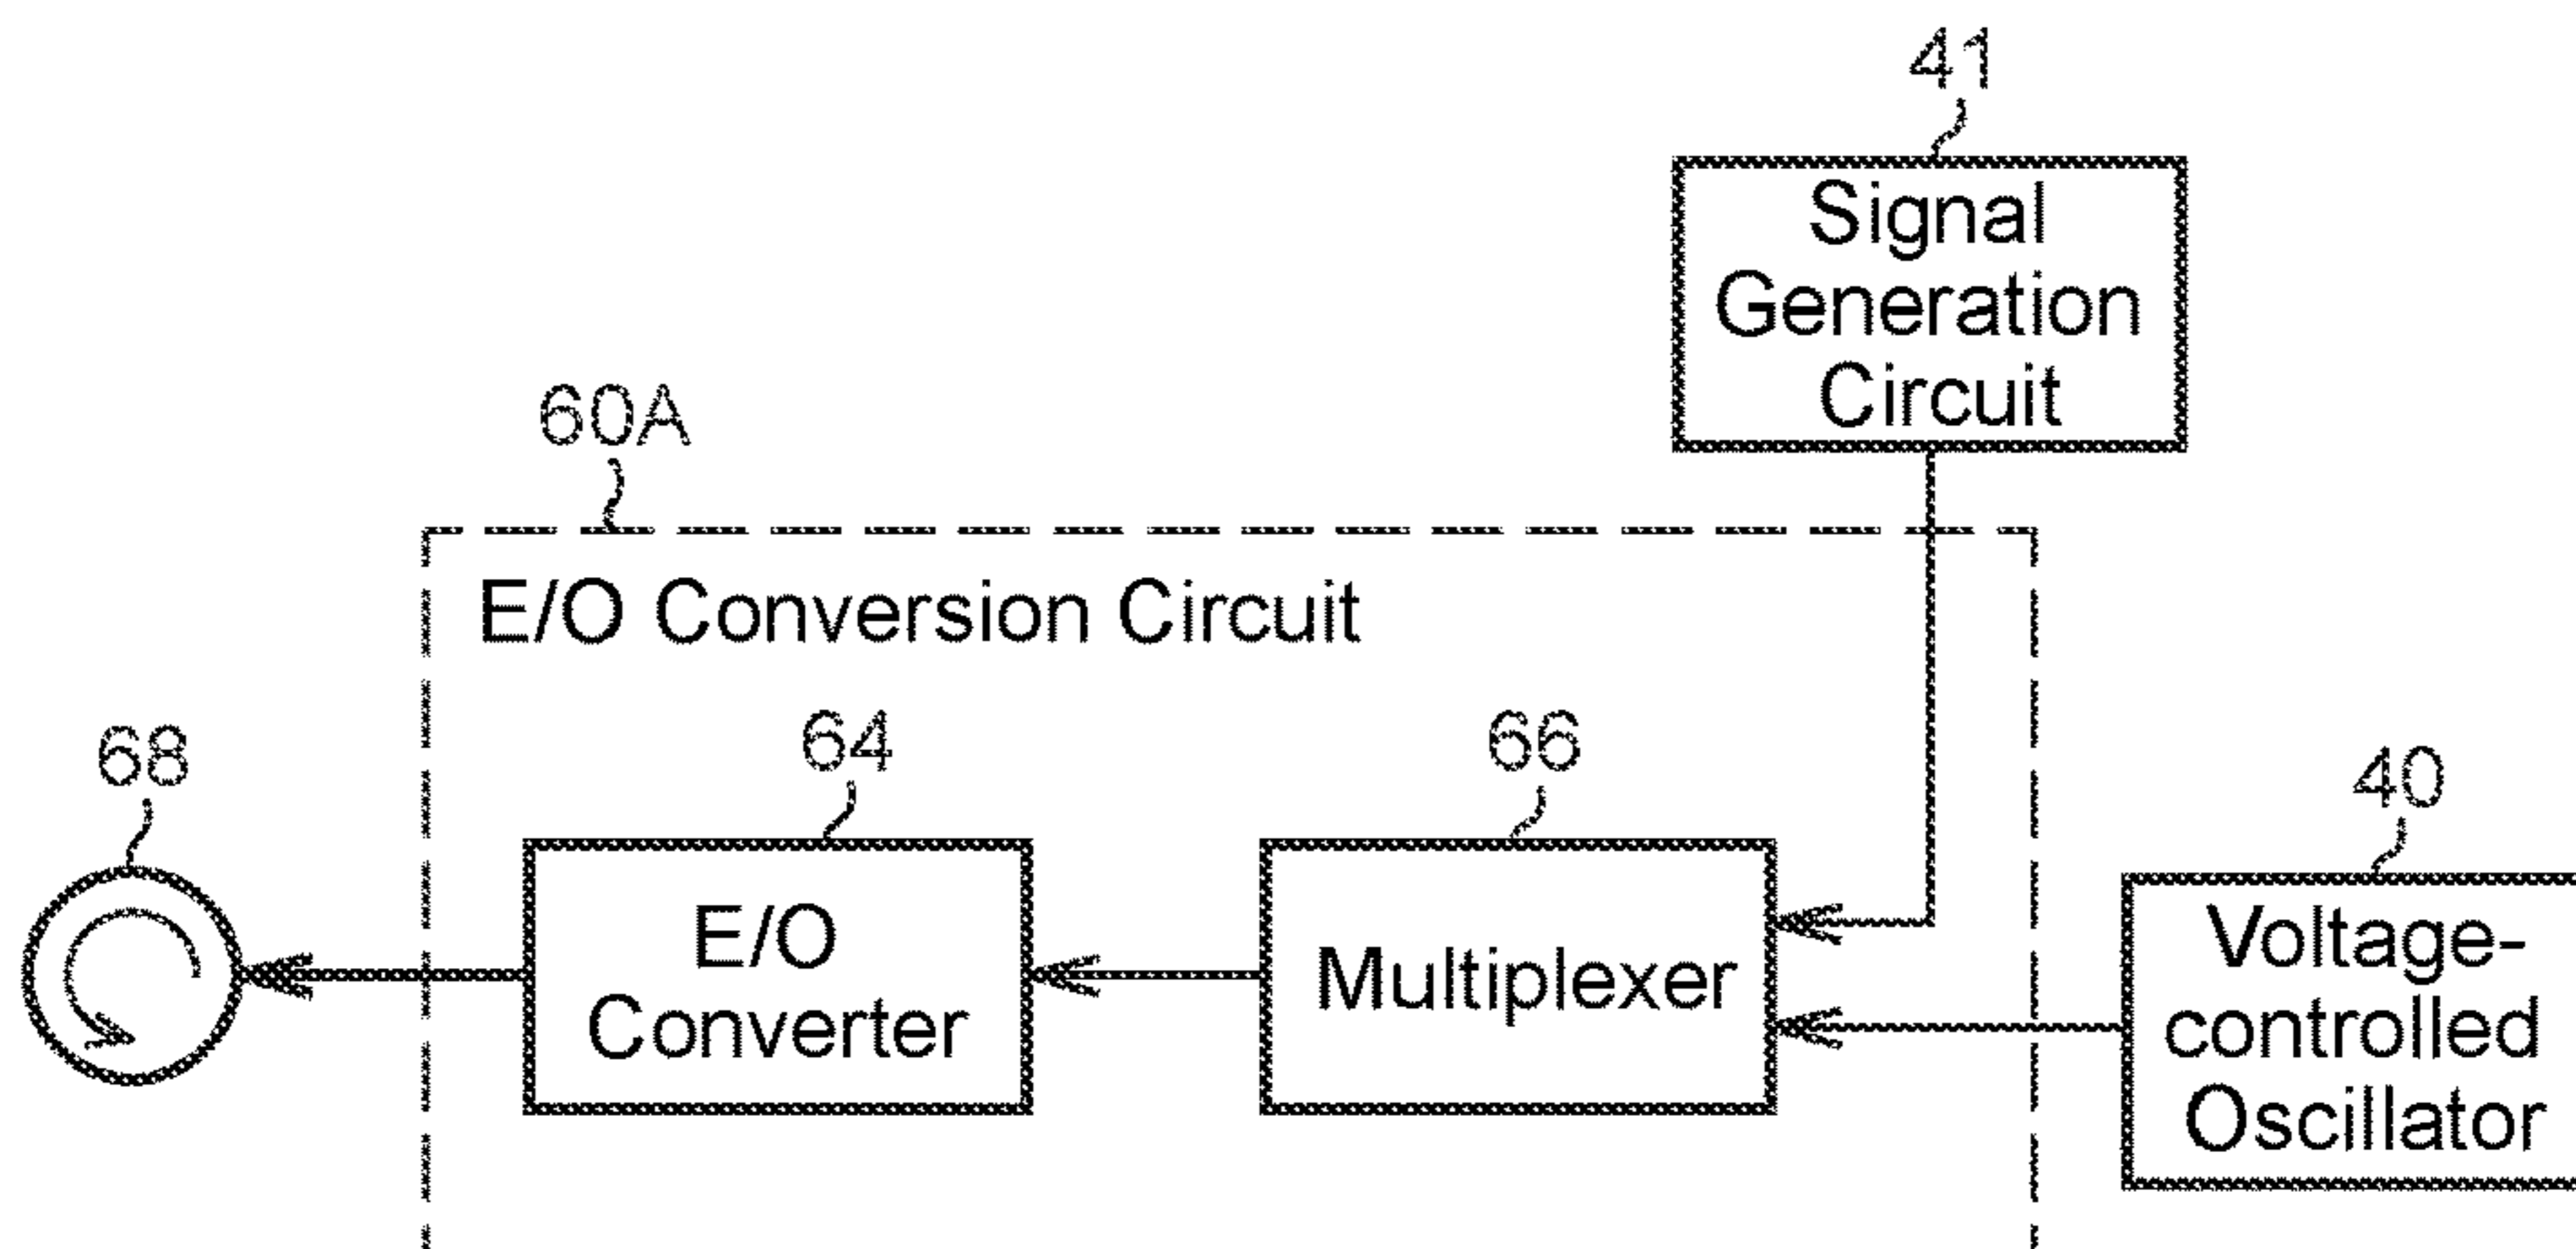 41
Signal
Generation
Circuit
60A
E/O Conversion Circuit
68
64
66
40
E/O
Converter
Multiplexer
Voltage-
controlled
Oscillator